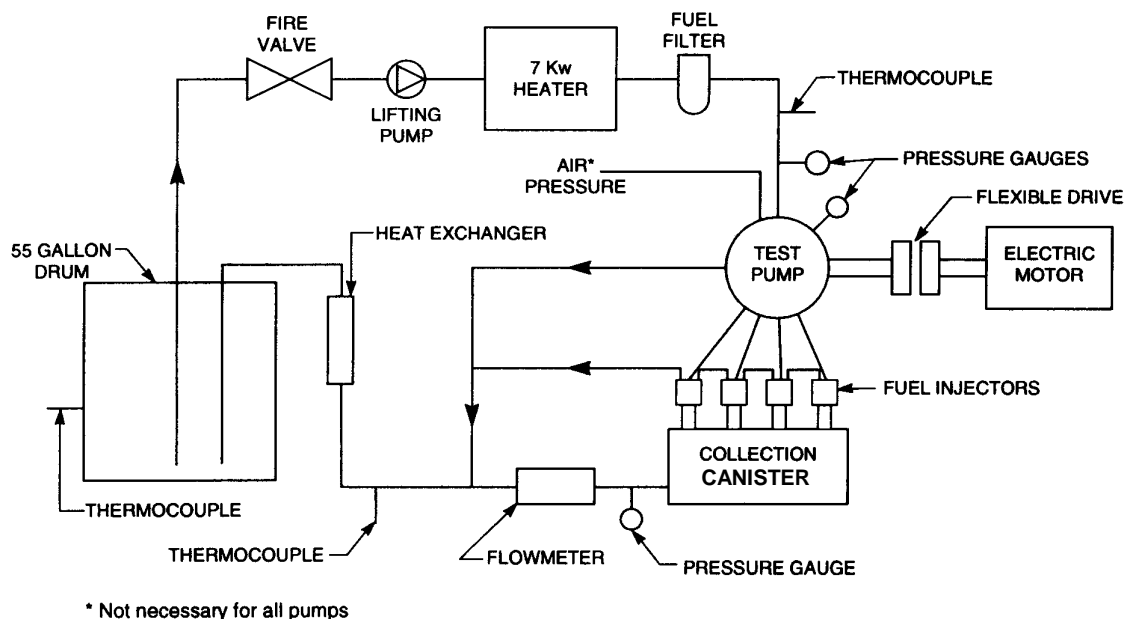 FIRE
VALVE
LIFTING
PUMP
7 Kw
HEATER
FUEL
FILTER
THERMOCOUPLE
AIR*
PRESSURE
PRESSURE GAUGES
FLEXIBLE DRIVE
TEST
PUMP
ELECTRIC
MOTOR
55 GALLON
DRUM
HEAT EXCHANGER
FUEL INJECTORS
COLLECTION
CANISTER
THERMOCOUPLE
THERMOCOUPLE
FLOWMETER
PRESSURE GAUGE
* Not necessary for all pumps